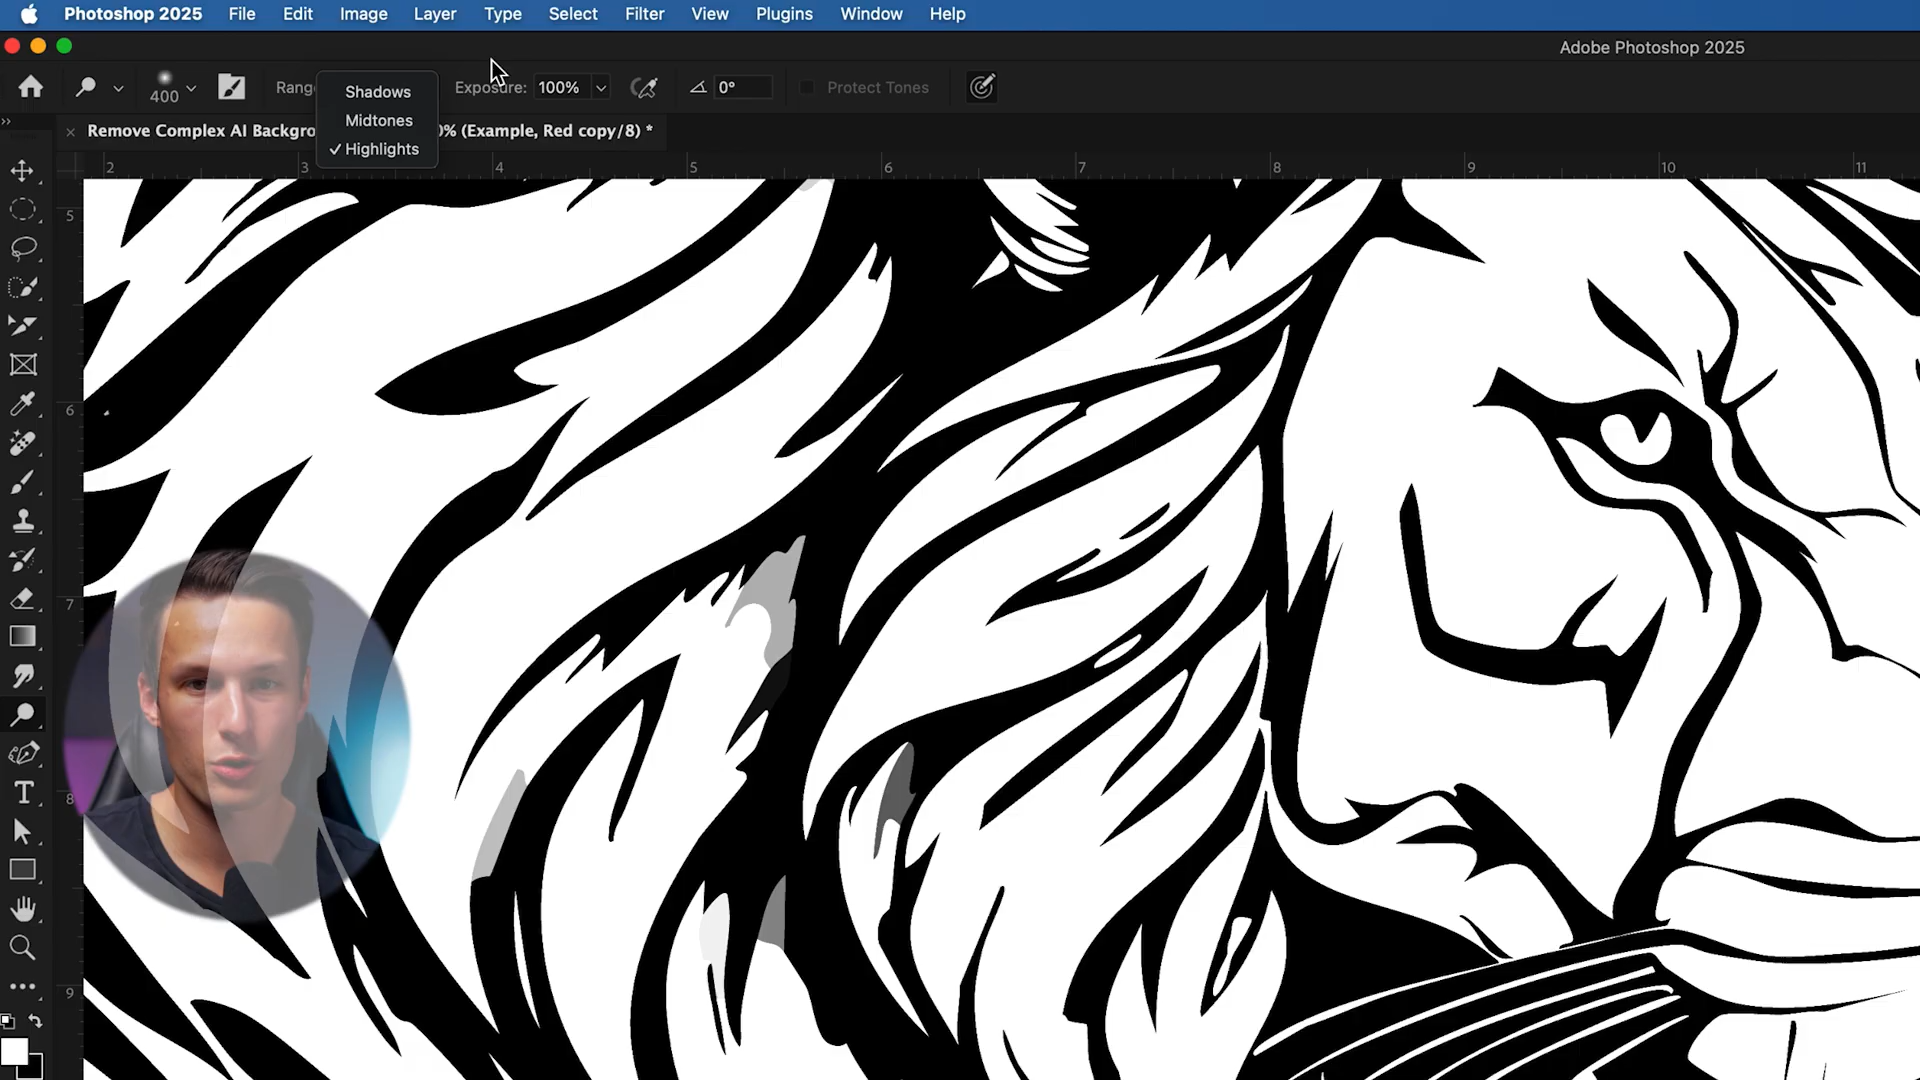 Photoshop 2025 File Edit Image Layer Type Select Filter View Plugins Window Help
Adobe Photoshop 2025
400 Rang Exposure: 100% 0° Protect Tones
Shadows
Midtones
✓ Highlights
× Remove Complex AI Backgro 0% (Example, Red copy/8) *
2 3 4 5 6 7 8 9 10 11
5
6
7
8
9
T